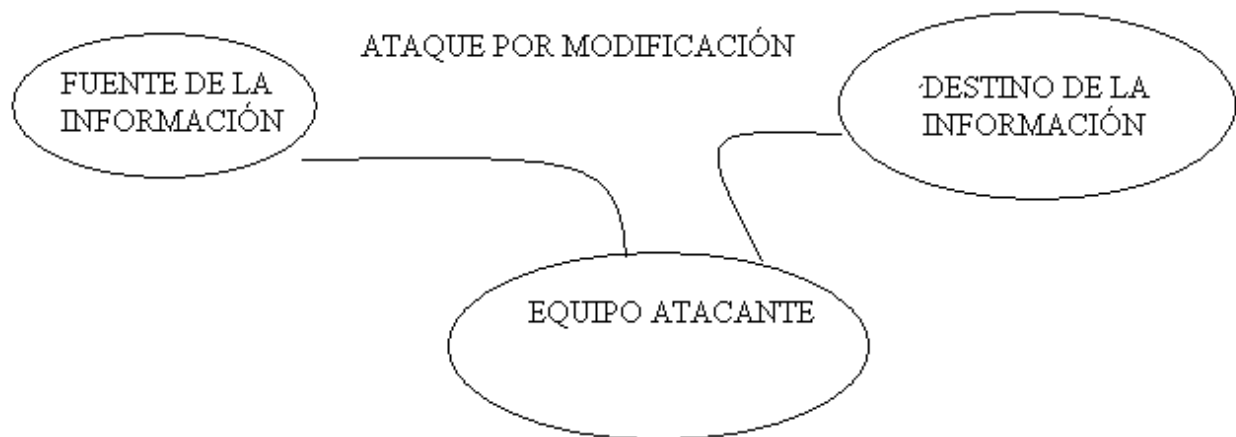 ATAQUE POR MODIFICACIÓN
FUENTE DE LA
INFORMACIÓN
DESTINO DE LA
INFORMACIÓN
EQUIPO ATACANTE